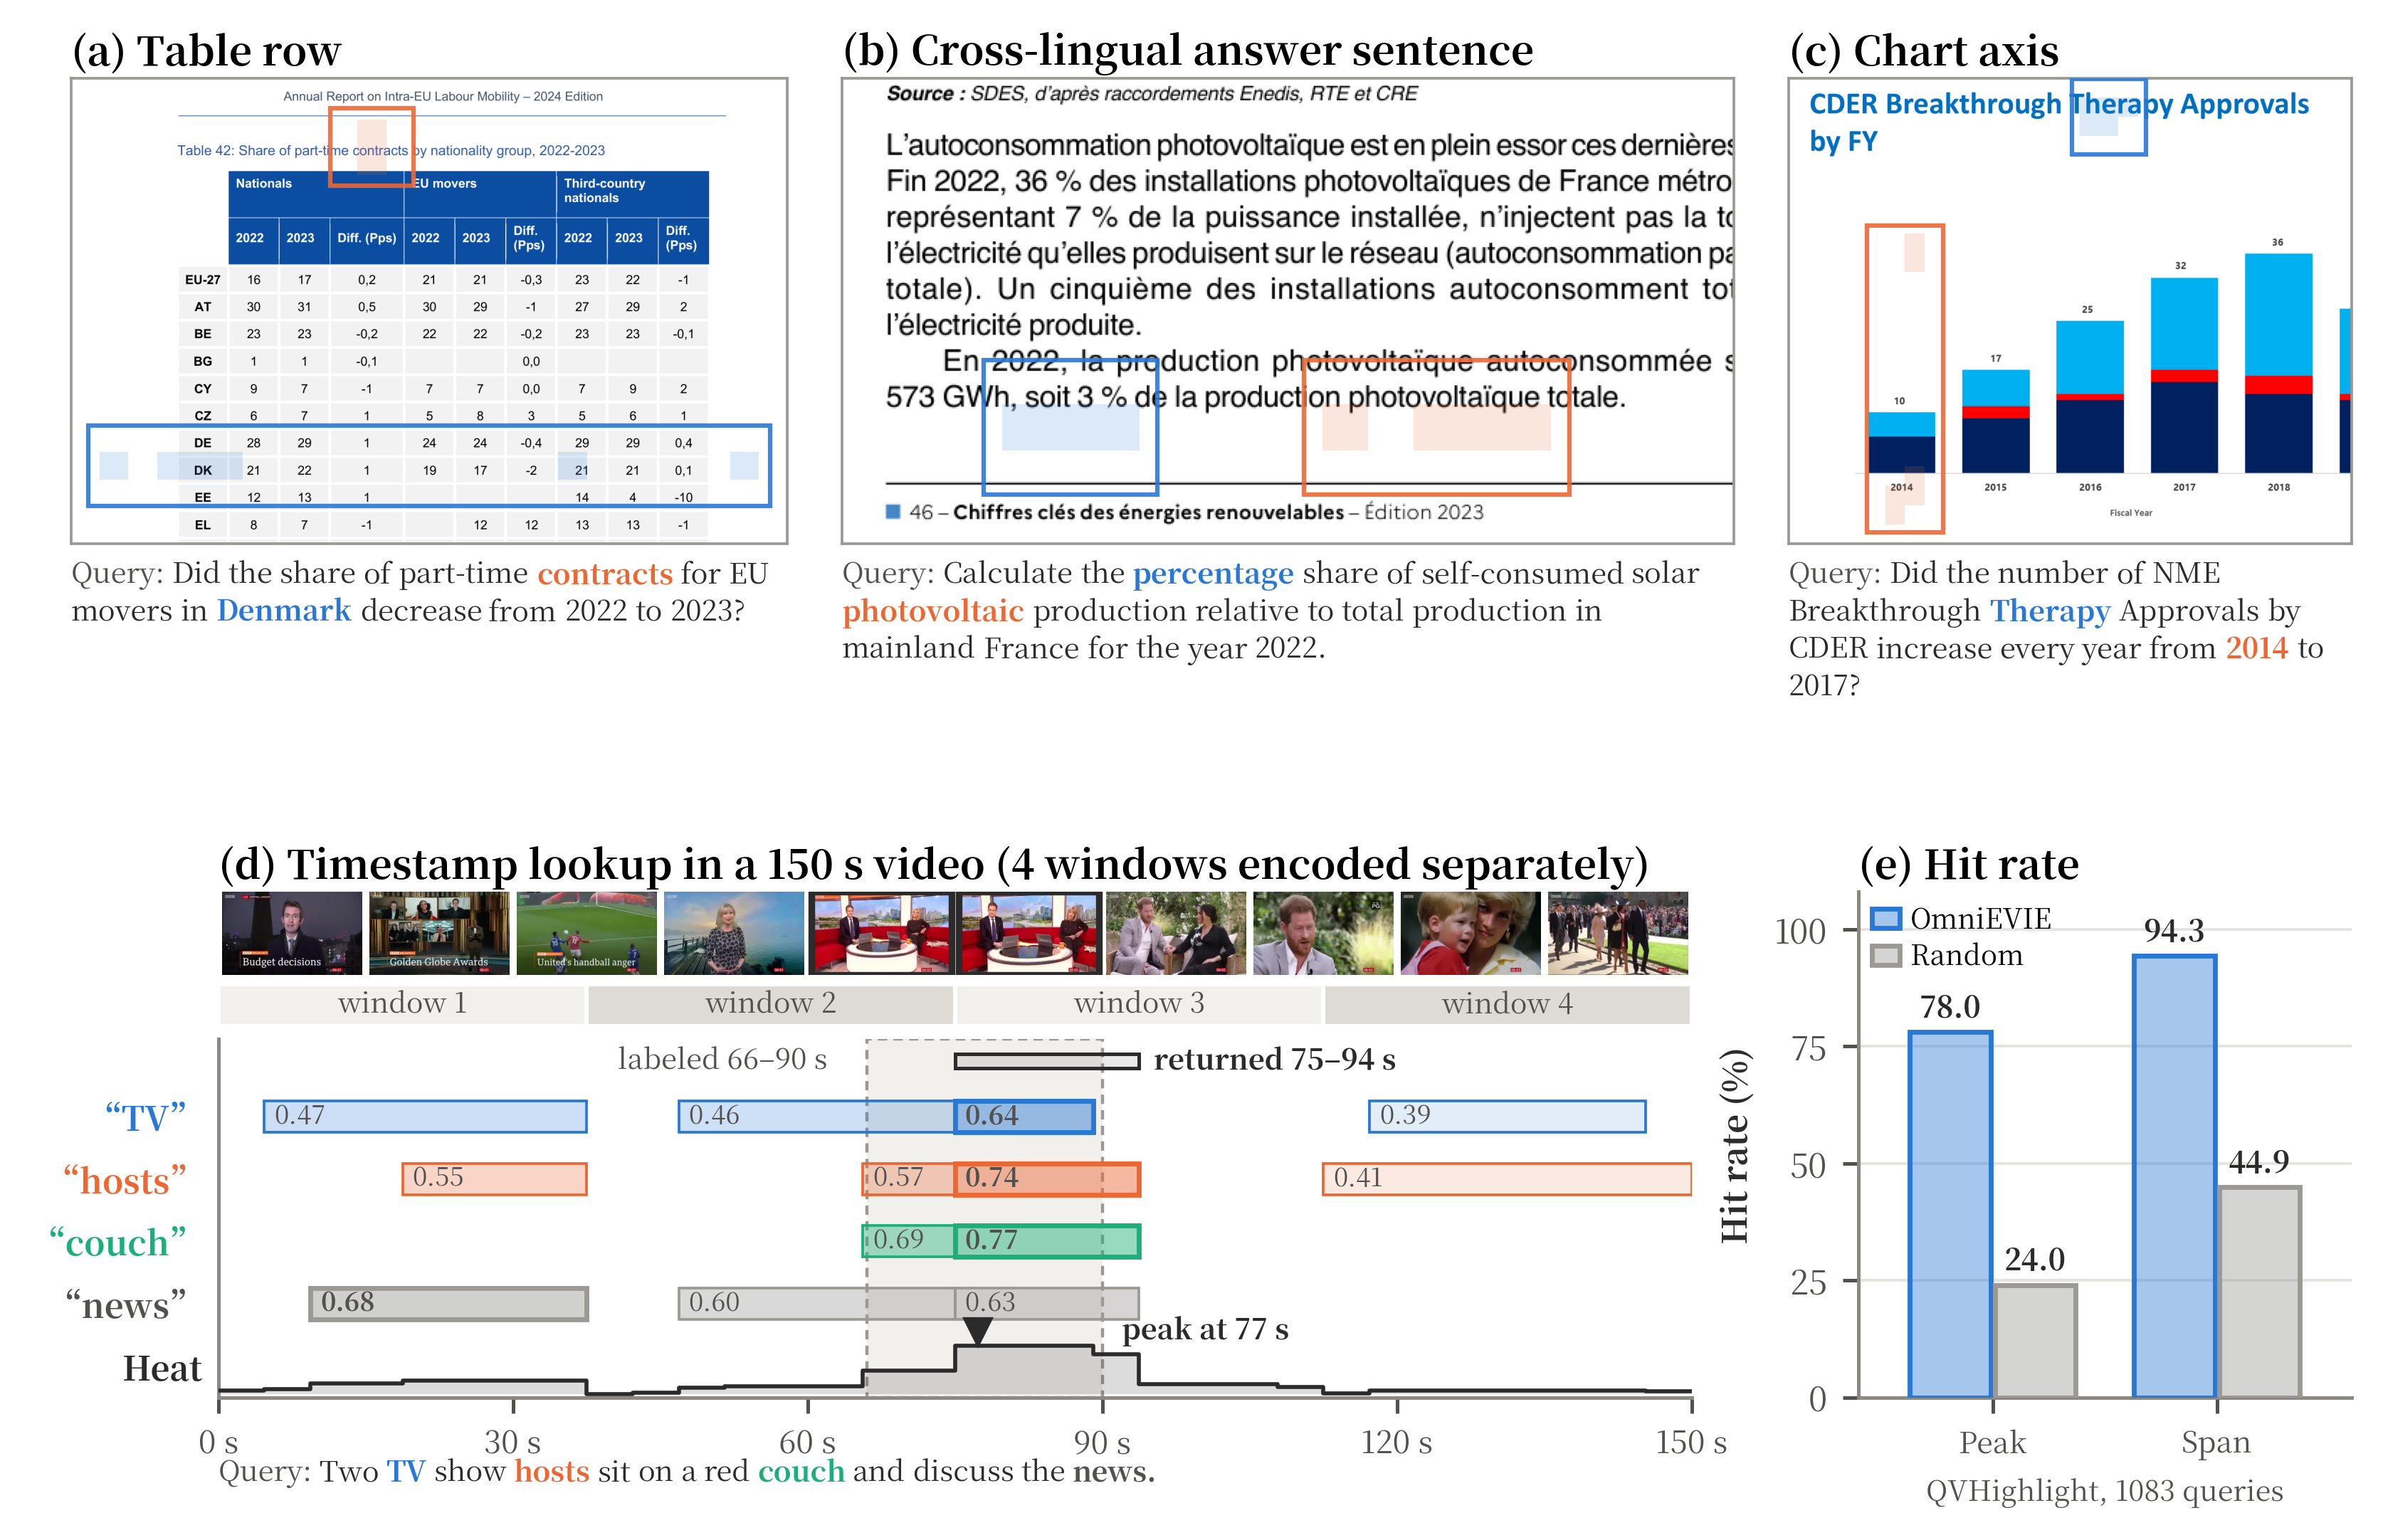 (a) Table row
Annual Report on Intra-EU Labour Mobility – 2024 Edition
Table 42: Share of part-time contracts by nationality group, 2022-2023
Nationals EU movers Third-country nationals
2022 2023 Diff. (Pps) 2022 2023 Diff. (Pps) 2022 2023 Diff. (Pps)
EU-27 16 17 0,2 21 21 -0,3 23 22 -1
AT 30 31 0,5 30 29 -1 27 29 2
BE 23 23 -0,2 22 22 -0,2 23 23 -0,1
BG 1 1 -0,1 0,0
CY 9 7 -1 7 7 0,0 7 9 2
CZ 6 7 1 5 8 3 5 6 1
DE 28 29 1 24 24 -0,4 29 29 0,4
DK 21 22 1 19 17 -2 21 21 0,1
EE 12 13 1 14 4 -10
EL 8 7 -1 12 12 13 13 -1
Query: Did the share of part-time contracts for EU
movers in Denmark decrease from 2022 to 2023?
(b) Cross-lingual answer sentence
Source : SDES, d'après raccordements Enedis, RTE et CRE
L'autoconsommation photovoltaïque est en plein essor ces dernières
Fin 2022, 36 % des installations photovoltaïques de France métro
représentant 7 % de la puissance installée, n'injectent pas la to
l'électricité qu'elles produisent sur le réseau (autoconsommation pa
totale). Un cinquième des installations autoconsomment tot
l'électricité produite.
En 2022, la production photovoltaïque autoconsommée s
573 GWh, soit 3 % de la production photovoltaïque totale.
46 – Chiffres clés des énergies renouvelables – Édition 2023
Query: Calculate the percentage share of self-consumed solar
photovoltaic production relative to total production in
mainland France for the year 2022.
(c) Chart axis
CDER Breakthrough Therapy Approvals
by FY
36
32
25
17
10
2014 2015 2016 2017 2018
Fiscal Year
Query: Did the number of NME
Breakthrough Therapy Approvals by
CDER increase every year from 2014 to
2017?
(d) Timestamp lookup in a 150 s video (4 windows encoded separately)
Budget decisions
Golden Globe Awards
United's handball anger
window 1 window 2 window 3 window 4
labeled 66–90 s returned 75–94 s
“TV” 0.47 0.46 0.64 0.39
“hosts” 0.55 0.57 0.74 0.41
“couch” 0.69 0.77
“news” 0.68 0.60 0.63
peak at 77 s
Heat
0 s 30 s 60 s 90 s 120 s 150 s
Query: Two TV show hosts sit on a red couch and discuss the news.
(e) Hit rate
OmniEVIE
Random
Hit rate (%)
100
75
50
25
0
78.0
24.0
94.3
44.9
Peak Span
QVHighlight, 1083 queries